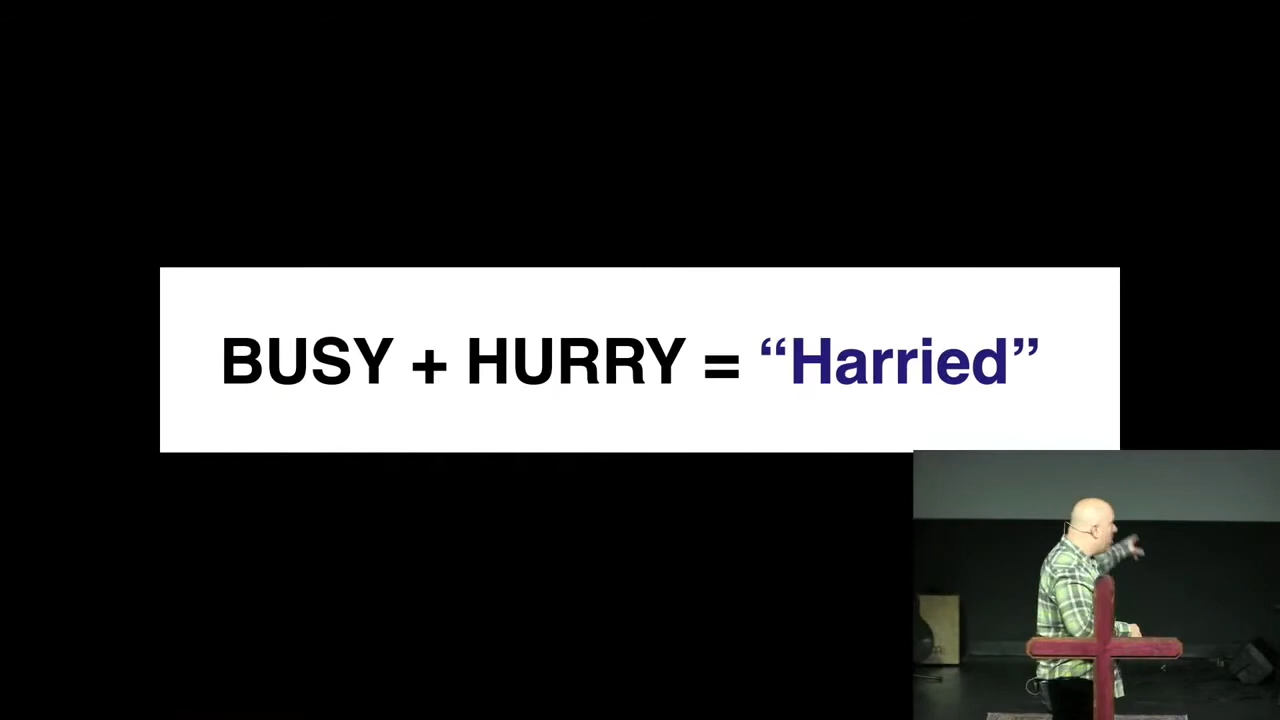 BUSY + HURRY = “Harried”